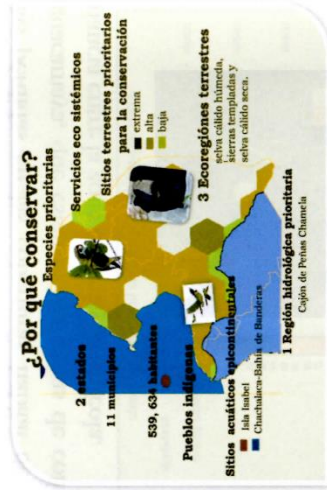 ¿Por qué conservar?
Especies prioritarias
Servicios eco sistémicos
Sitios terrestres prioritarios
para la conservación
extrema
alta
baja
3 Ecoregiónes terrestres
selva cálido húmeda,
sierras templadas y
selva cálido seca.
2 estados
11 municipios
539, 634 habitantes
Pueblos indígenas
Sitios acuáticos epicontinentales
Isla Isabel
Chachalaca-Bahía de Banderas
1 Región hidrológica prioritaria
Cajón de Peñas Chamela